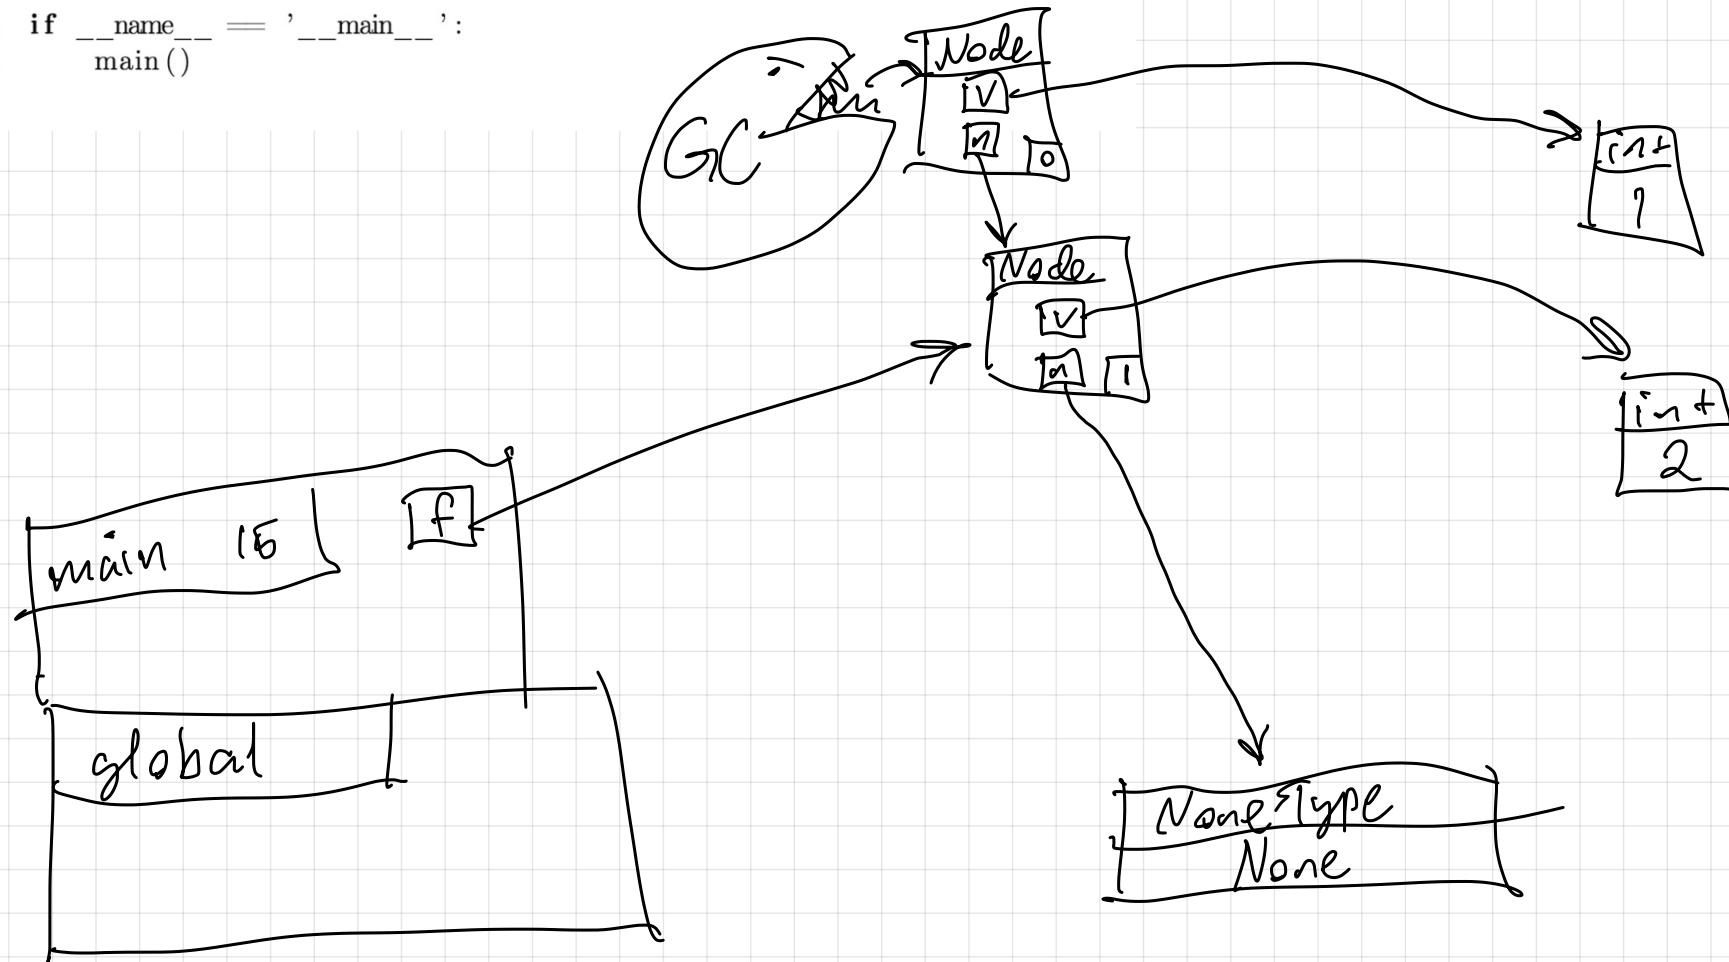 if __name__ == '__main__':
main()
Node
V
n
0
GC
int
1
Node
V
n
1
int
2
f
main 15
global
NoneType
None